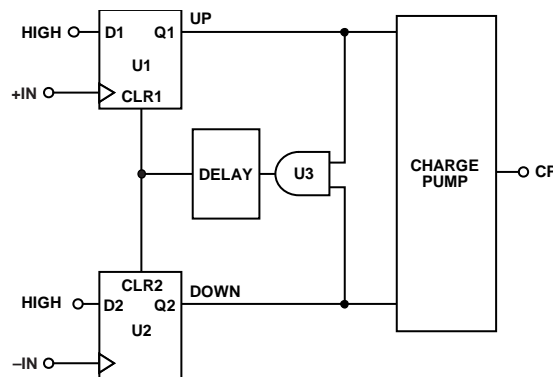 HIGH D1 Q1 UP
U1
+IN CLR1
DELAY U3 CHARGE
PUMP CP
CLR2 DOWN
HIGH D2 Q2
U2
–IN